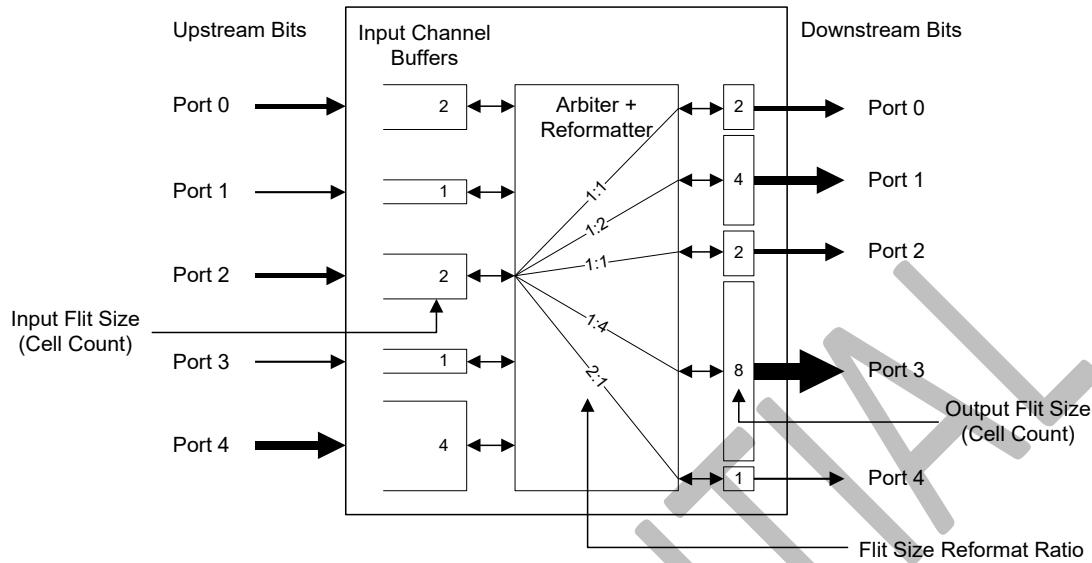 Upstream Bits
Input Channel
Buffers
Downstream Bits
Port 0
2
Arbiter +
Reformatter
2
Port 0
Port 1
1
1:1
4
Port 1
1:2
Port 2
2
1:1
2
Port 2
Input Flit Size
(Cell Count)
1:4
Port 3
1
2:1
8
Port 3
Output Flit Size
(Cell Count)
Port 4
4
1
Port 4
Flit Size Reformat Ratio
NTIAL